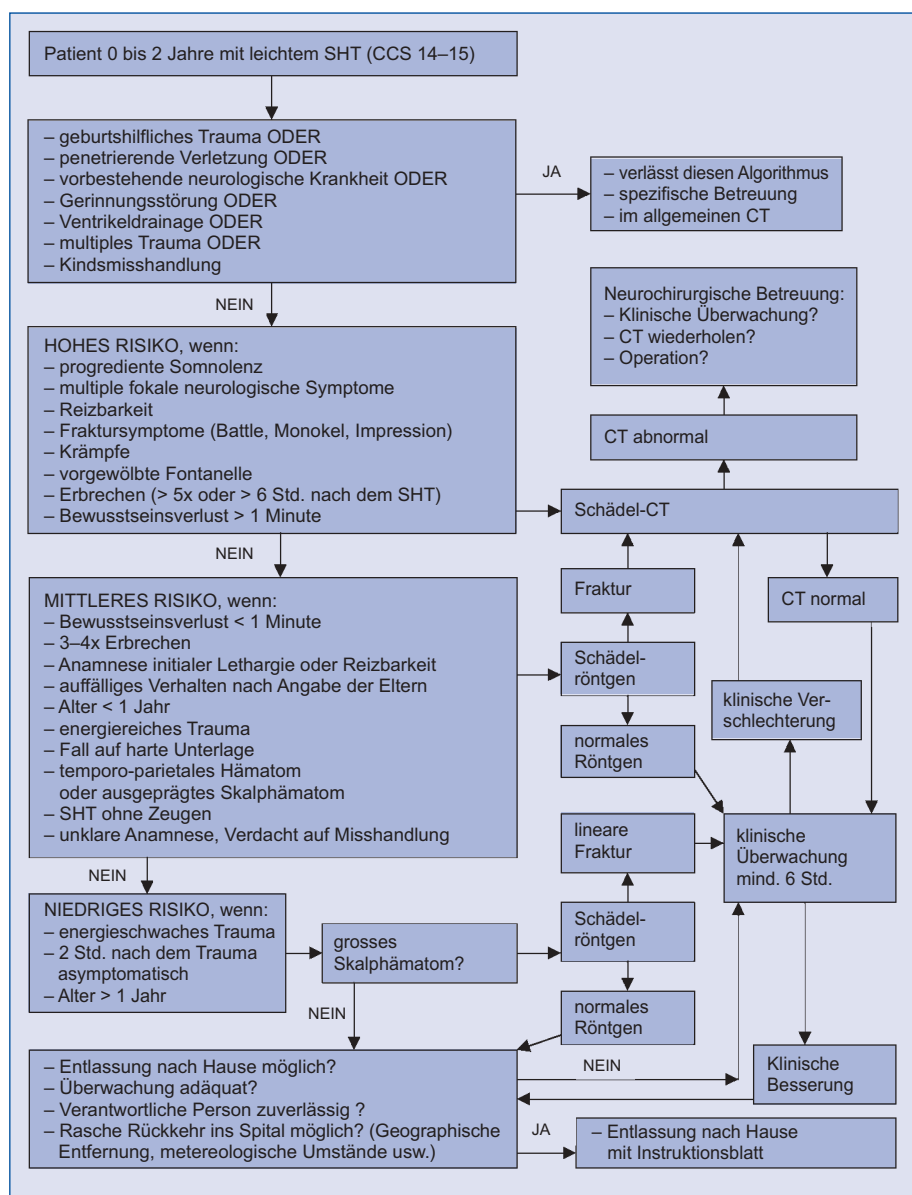 Patient 0 bis 2 Jahre mit leichtem SHT (CCS 14–15)
– geburtshilfliches Trauma ODER
– penetrierende Verletzung ODER
– vorbestehende neurologische Krankheit ODER
– Gerinnungsstörung ODER
– Ventrikeldrainage ODER
– multiples Trauma ODER
– Kindsmisshandlung
JA
– verlässt diesen Algorithmus
– spezifische Betreuung
– im allgemeinen CT
NEIN
Neurochirurgische Betreuung:
– Klinische Überwachung?
– CT wiederholen?
– Operation?
HOHES RISIKO, wenn:
– progrediente Somnolenz
– multiple fokale neurologische Symptome
– Reizbarkeit
– Fraktursymptome (Battle, Monokel, Impression)
– Krämpfe
– vorgewölbte Fontanelle
– Erbrechen (> 5x oder > 6 Std. nach dem SHT)
– Bewusstseinsverlust > 1 Minute
CT abnormal
Schädel-CT
NEIN
MITTLERES RISIKO, wenn:
– Bewusstseinsverlust < 1 Minute
– 3–4x Erbrechen
– Anamnese initialer Lethargie oder Reizbarkeit
– auffälliges Verhalten nach Angabe der Eltern
– Alter < 1 Jahr
– energiereiches Trauma
– Fall auf harte Unterlage
– temporo-parietales Hämatom
oder ausgeprägtes Skalphämatom
– SHT ohne Zeugen
– unklare Anamnese, Verdacht auf Misshandlung
Fraktur
CT normal
Schädel-
röntgen
klinische Ver-
schlechterung
normales
Röntgen
lineare
Fraktur
klinische
Überwachung
mind. 6 Std.
NEIN
NIEDRIGES RISIKO, wenn:
– energieschwaches Trauma
– 2 Std. nach dem Trauma
asymptomatisch
– Alter > 1 Jahr
grosses
Skalphämatom?
Schädel-
röntgen
NEIN
normales
Röntgen
– Entlassung nach Hause möglich?
– Überwachung adäquat?
– Verantwortliche Person zuverlässig ?
– Rasche Rückkehr ins Spital möglich? (Geographische
Entfernung, metereologische Umstände usw.)
NEIN
Klinische
Besserung
JA
– Entlassung nach Hause
mit Instruktionsblatt